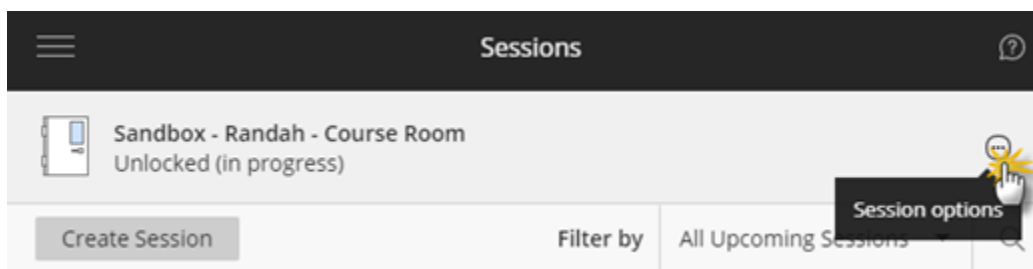 Sessions
Sandbox - Randah - Course Room
Unlocked (in progress)
Session options
Create Session
Filter by
All Upcoming Sessions